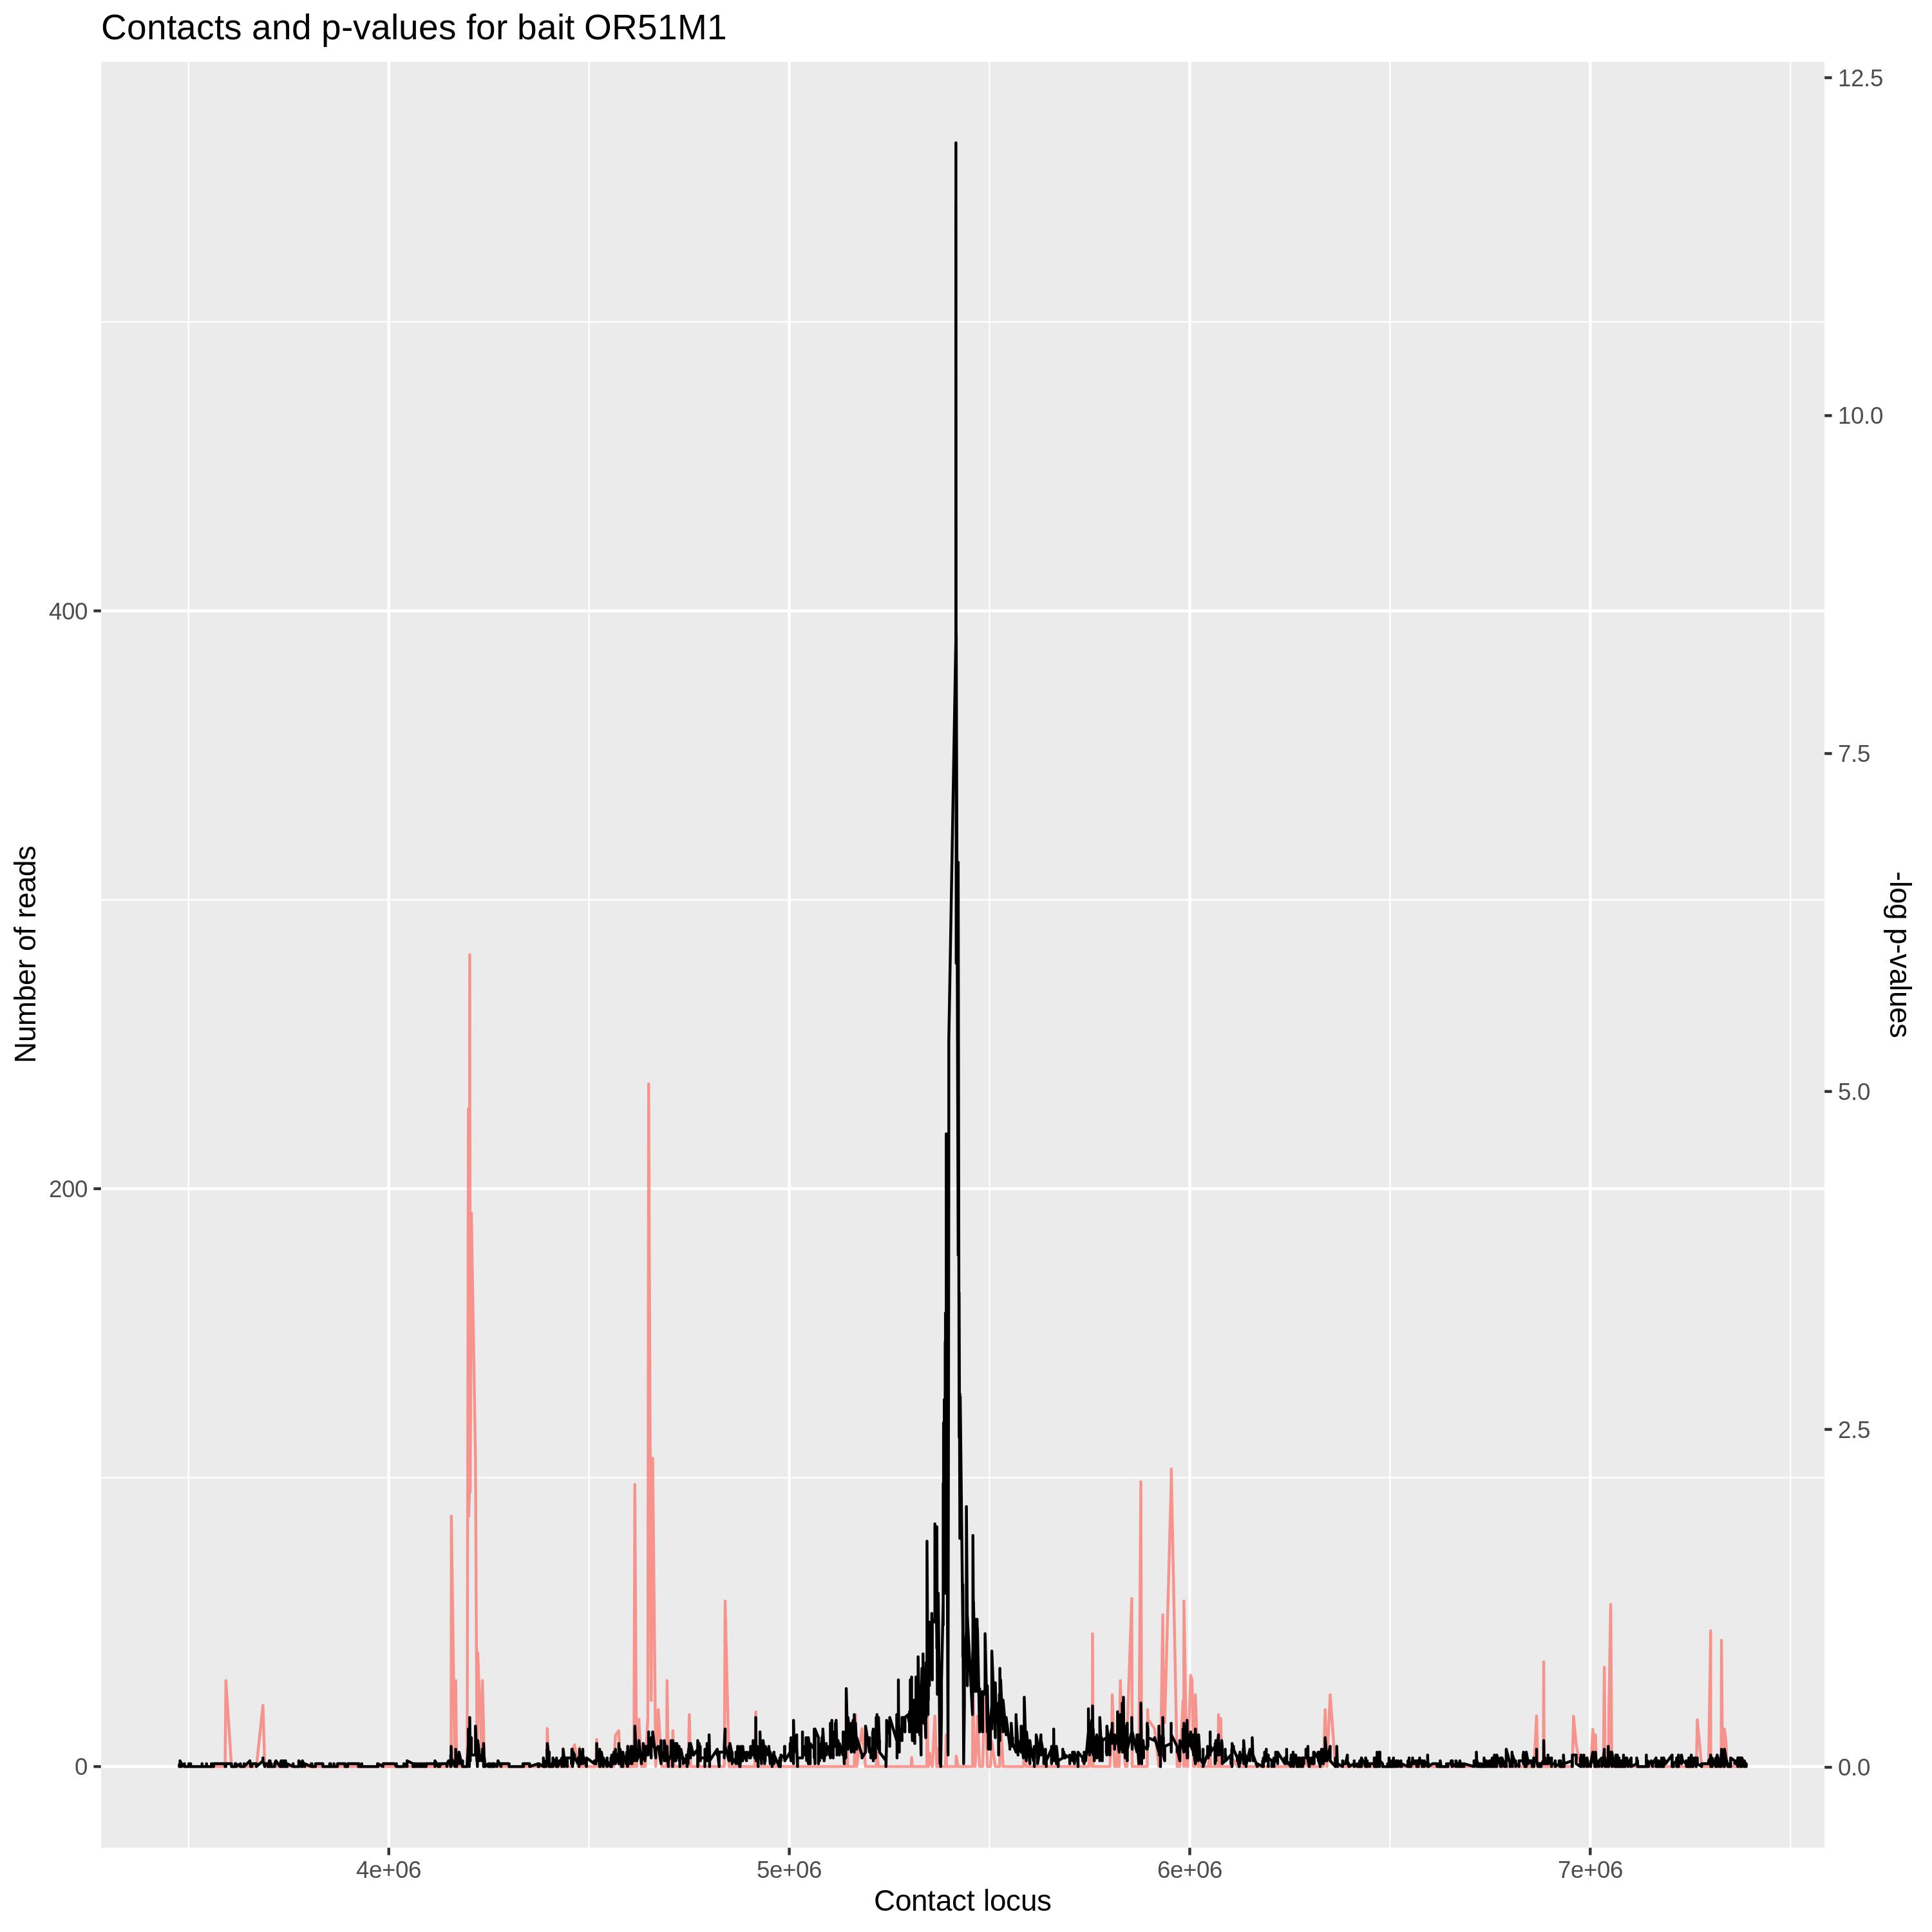 Contacts and p-values for bait OR51M1
12.5
10.0
400
7.5
Number of reads
-log p-values
5.0
200
2.5
0
0.0
4e+06
5e+06
6e+06
7e+06
Contact locus